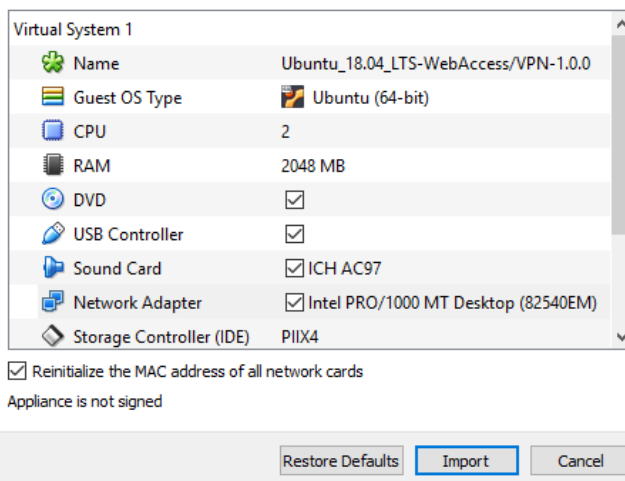 Virtual System 1
Name Ubuntu_18.04_LTS-WebAccess/VPN-1.0.0
Guest OS Type Ubuntu (64-bit)
CPU 2
RAM 2048 MB
DVD
USB Controller
Sound Card ICH AC97
Network Adapter Intel PRO/1000 MT Desktop (82540EM)
Storage Controller (IDE) PIIX4
Reinitialize the MAC address of all network cards
Appliance is not signed
Restore Defaults Import Cancel